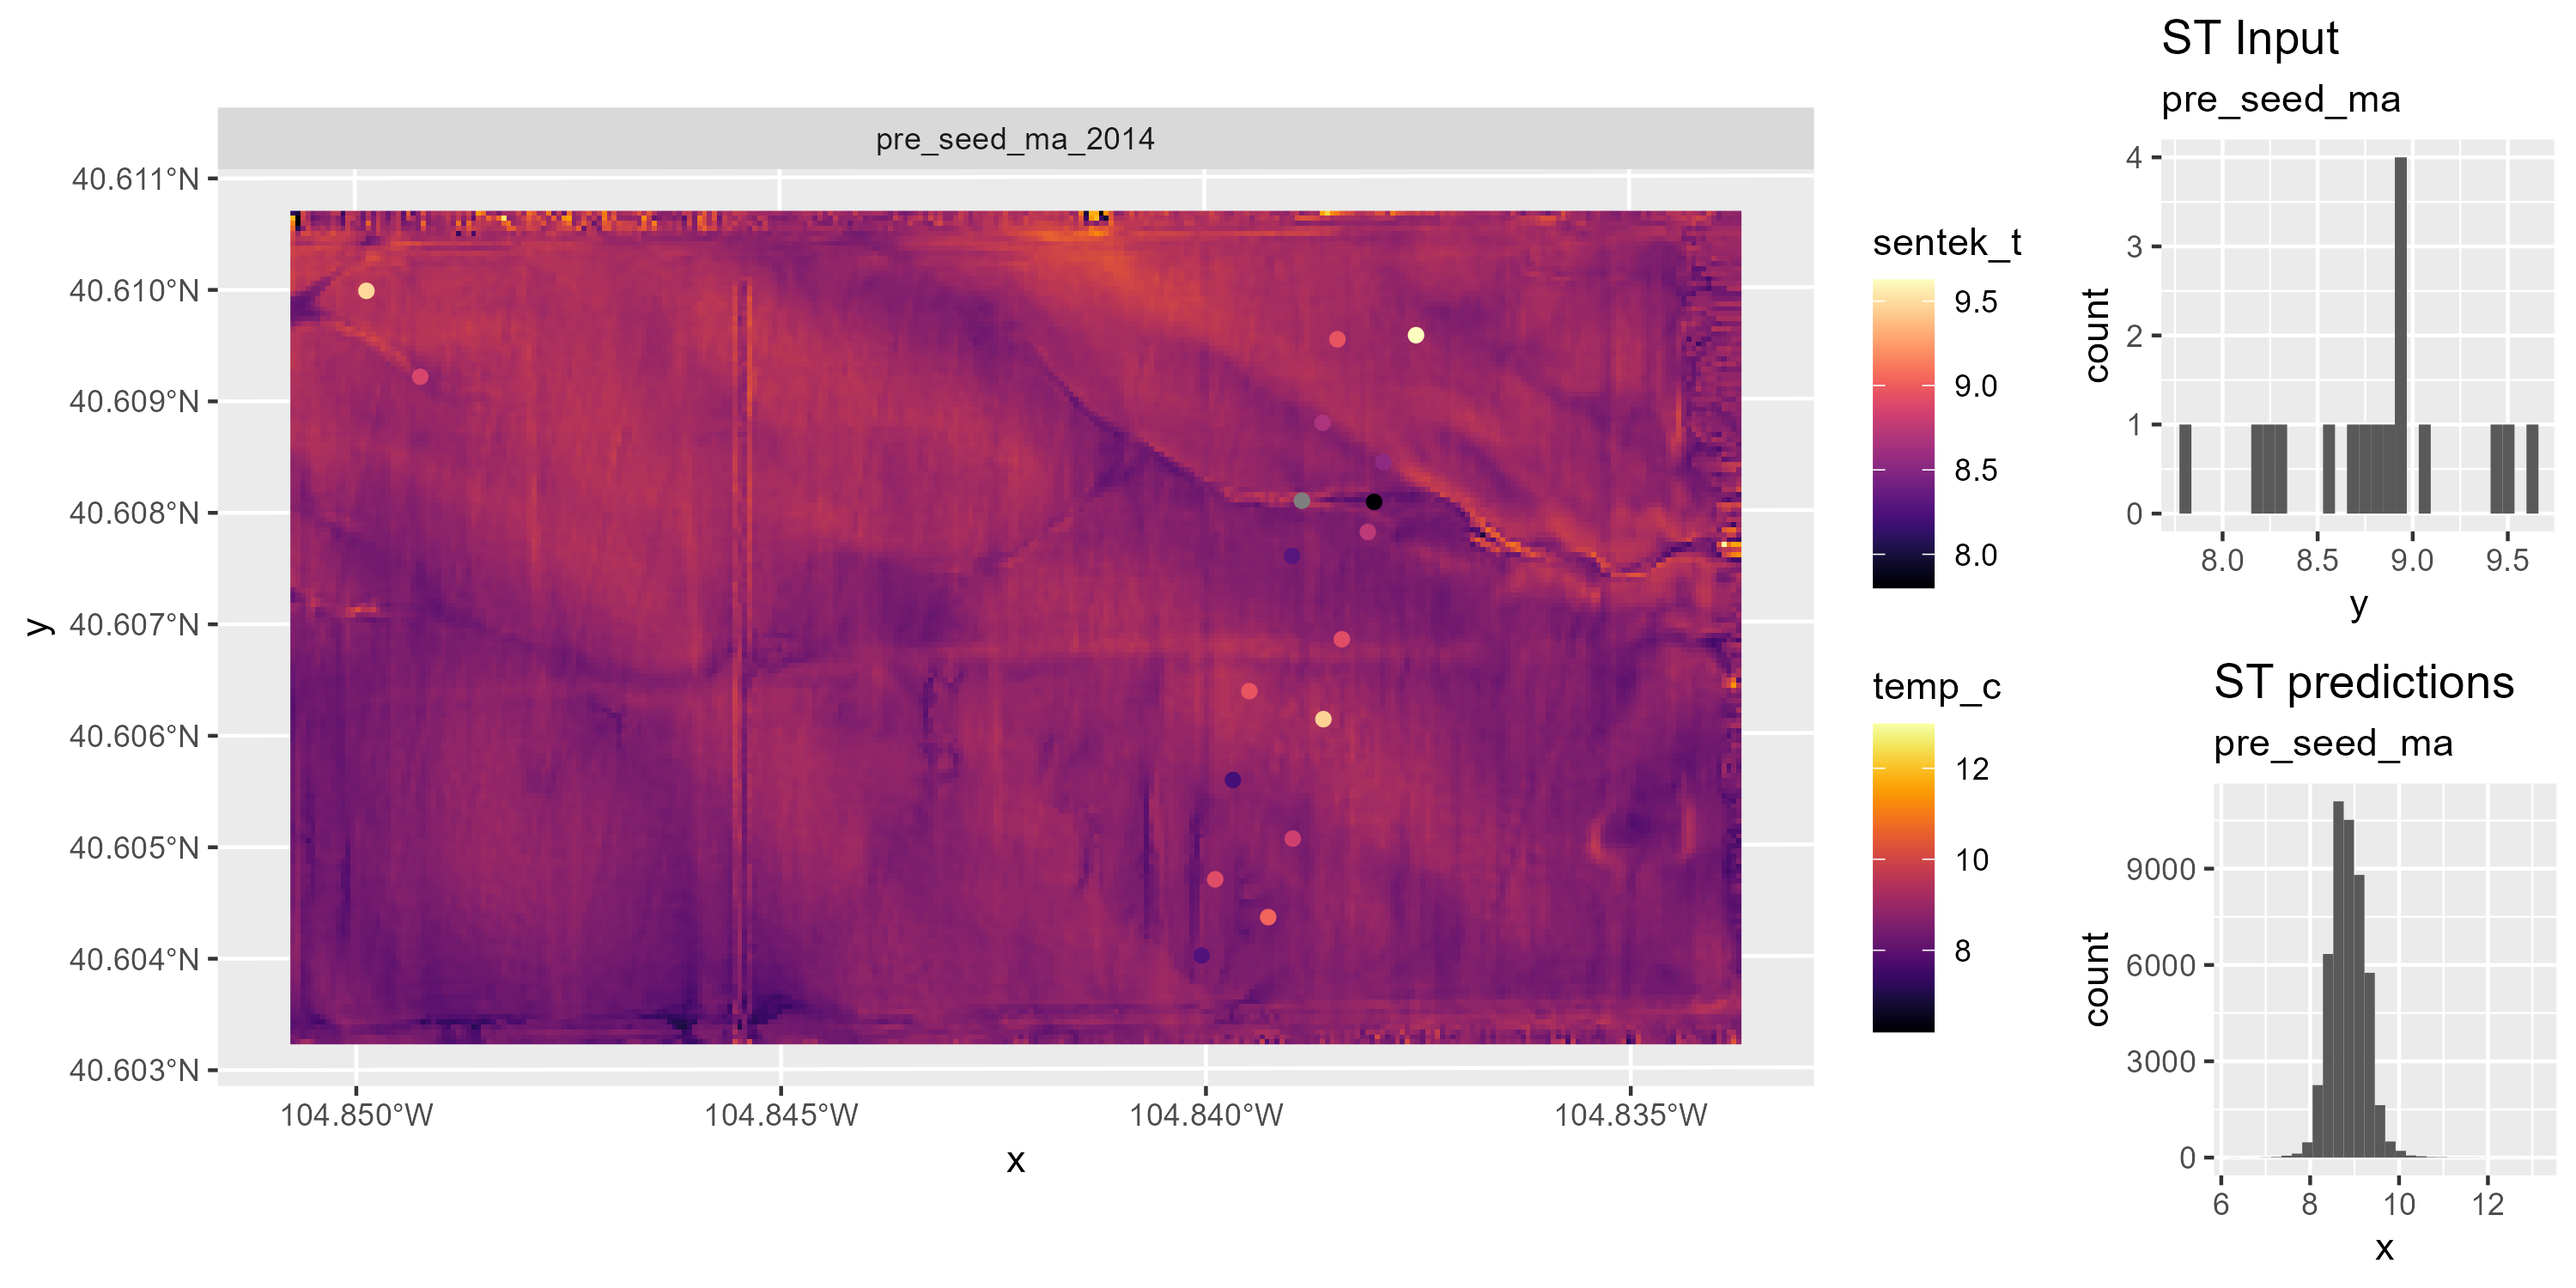 pre_seed_ma_2014
40.611°N
40.610°N
40.609°N
40.608°N
40.607°N
40.606°N
40.605°N
40.604°N
40.603°N
y
104.850°W 104.845°W 104.840°W 104.835°W
x
sentek_t
9.5
9.0
8.5
8.0
temp_c
12
10
8
ST Input
pre_seed_ma
4
3
2
1
0
count
8.0 8.5 9.0 9.5
y
ST predictions
pre_seed_ma
9000
6000
3000
0
count
6 8 10 12
x